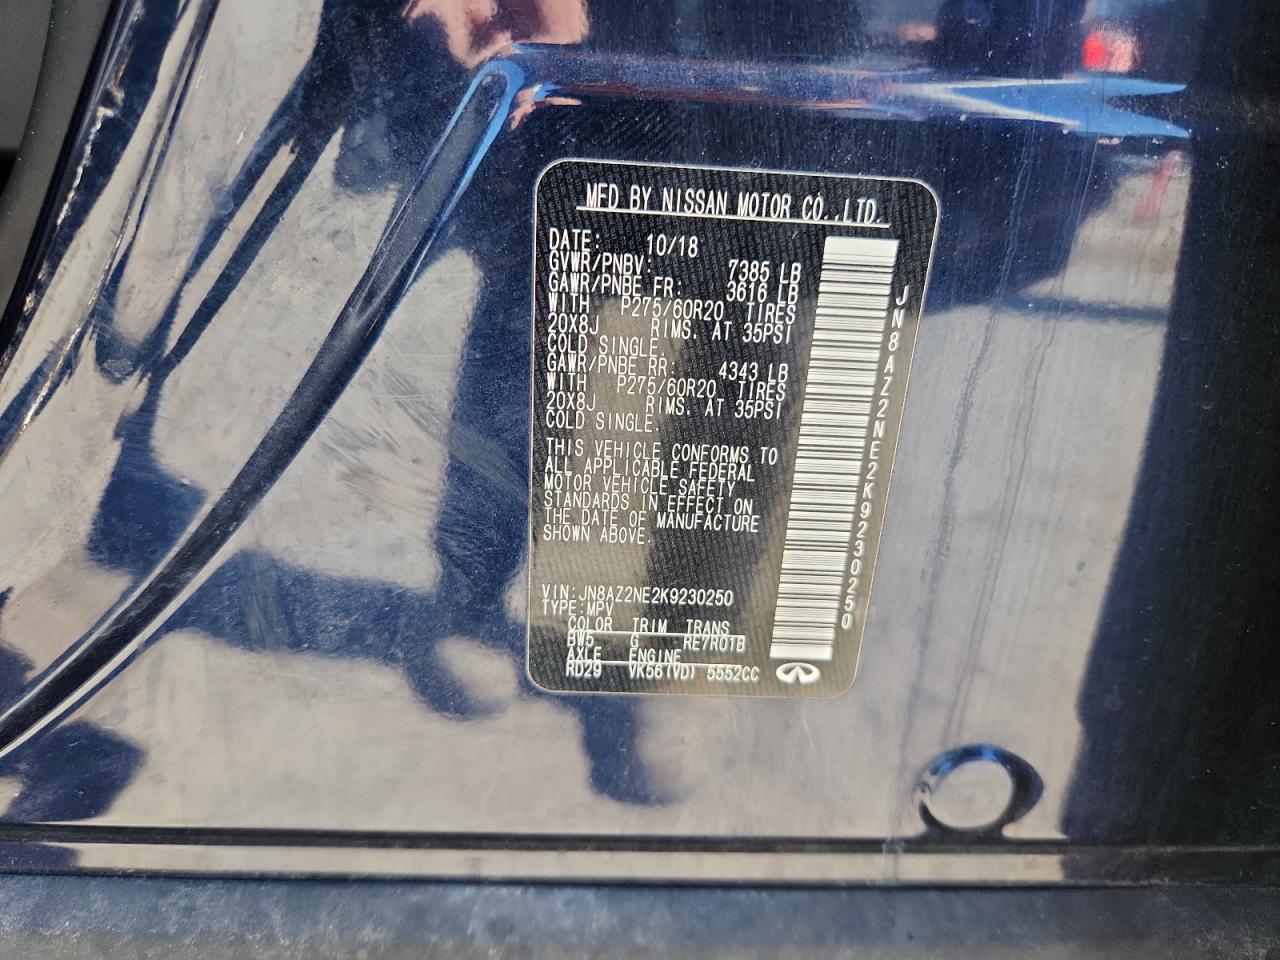 MFD BY NISSAN MOTOR CO.,LTD.
DATE: 10/18
GVWR/PNBV: 7385 LB
GAWR/PNBE FR: 3616 LB
WITH P275/60R20 TIRES
20X8J RIMS. AT 35PSI
COLD SINGLE.
GAWR/PNBE RR: 4343 LB
WITH P275/60R20 TIRES
20X8J RIMS. AT 35PSI
COLD SINGLE.
THIS VEHICLE CONFORMS TO
ALL APPLICABLE FEDERAL
MOTOR VEHICLE SAFETY
STANDARDS IN EFFECT ON
THE DATE OF MANUFACTURE
SHOWN ABOVE.
VIN:JN8AZ2NE2K9230250
TYPE:MPV
COLOR TRIM TRANS
BW5 G RE7R01B
AXLE ENGINE
RD29 VK56(VD) 5552CC
JN8AZ2NE2K9230250